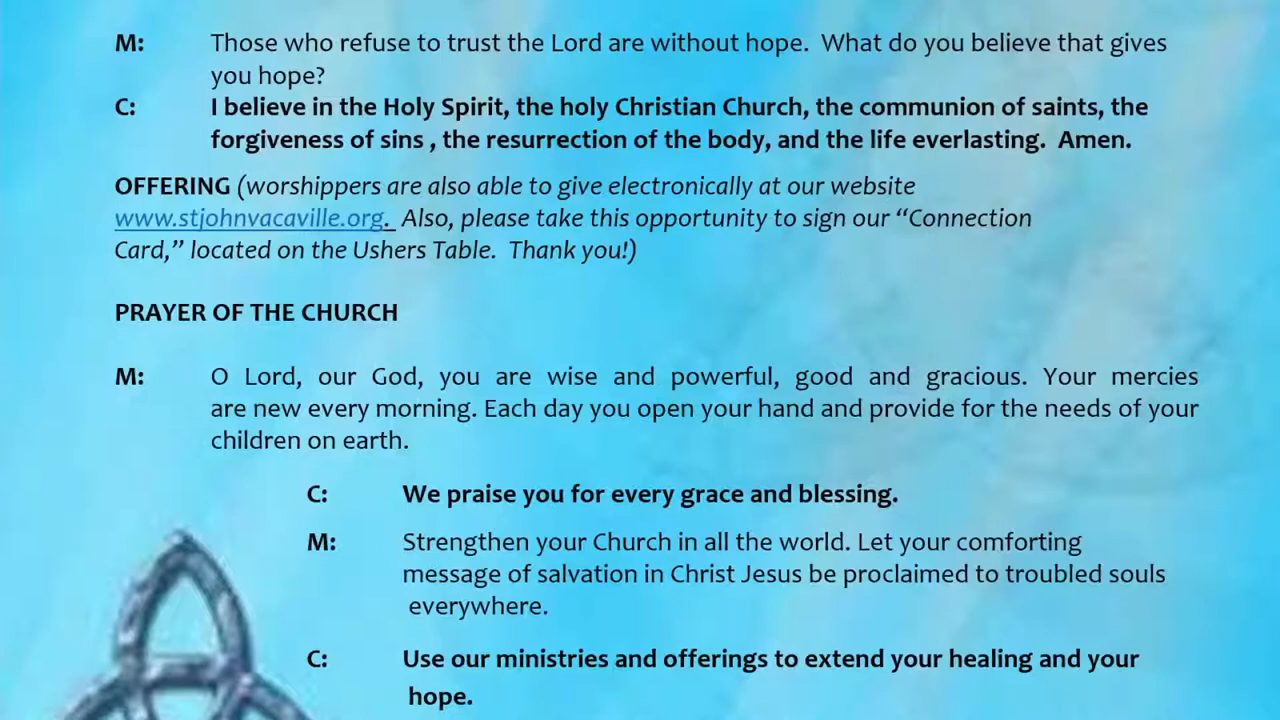 M: Those who refuse to trust the Lord are without hope.  What do you believe that gives
you hope?
C: I believe in the Holy Spirit, the holy Christian Church, the communion of saints, the
forgiveness of sins , the resurrection of the body, and the life everlasting.  Amen.
OFFERING (worshippers are also able to give electronically at our website
www.stjohnvacaville.org.  Also, please take this opportunity to sign our “Connection
Card,” located on the Ushers Table.  Thank you!)
PRAYER OF THE CHURCH
M: O Lord, our God, you are wise and powerful, good and gracious. Your mercies
are new every morning. Each day you open your hand and provide for the needs of your
children on earth.
C: We praise you for every grace and blessing.
M: Strengthen your Church in all the world. Let your comforting
message of salvation in Christ Jesus be proclaimed to troubled souls
everywhere.
C: Use our ministries and offerings to extend your healing and your
hope.